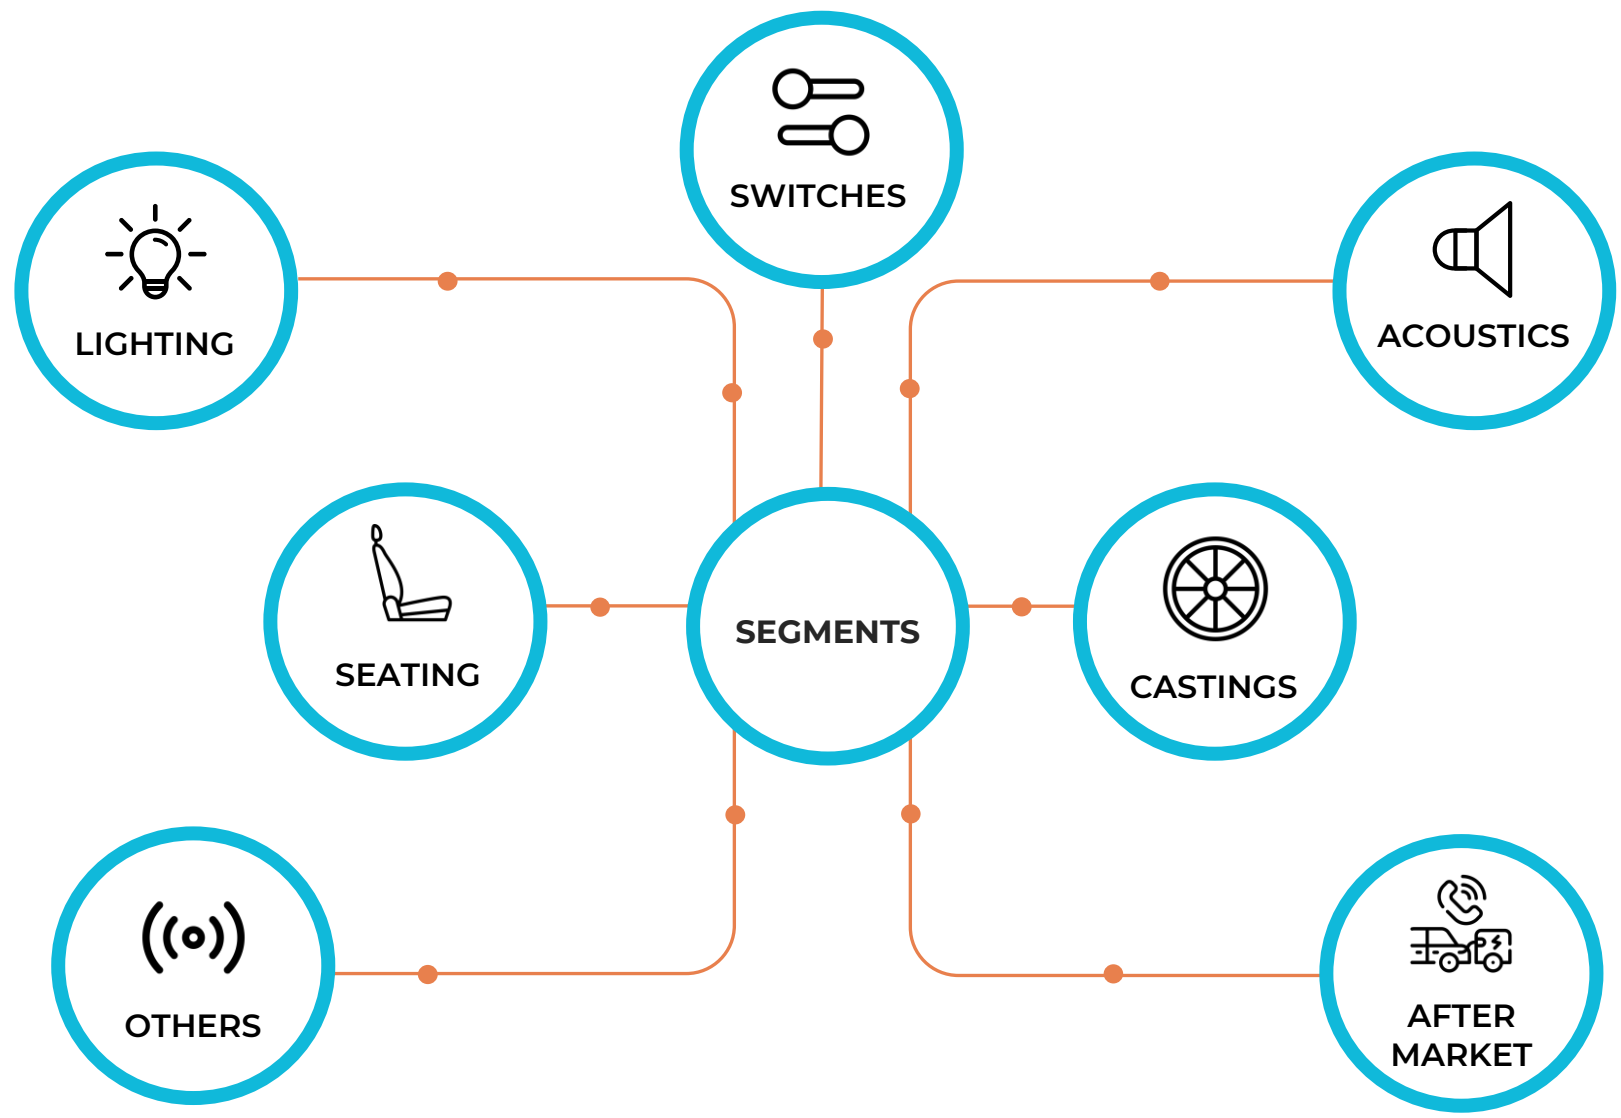 SWITCHES
LIGHTING
ACOUSTICS
SEATING
SEGMENTS
CASTINGS
OTHERS
AFTER
MARKET